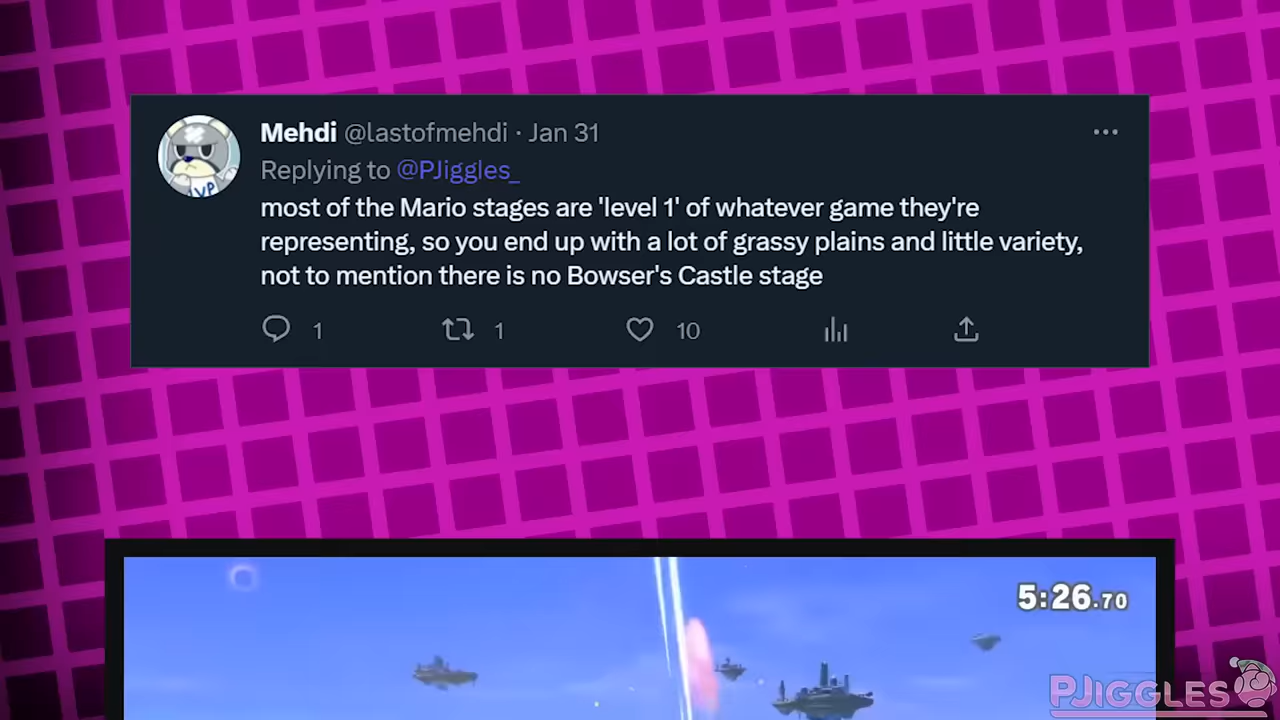 Mehdi @lastofmehdi · Jan 31
Replying to @PJiggles_
most of the Mario stages are 'level 1' of whatever game they're
representing, so you end up with a lot of grassy plains and little variety,
not to mention there is no Bowser's Castle stage
1 1 10
5:26.70
PJIGGLES